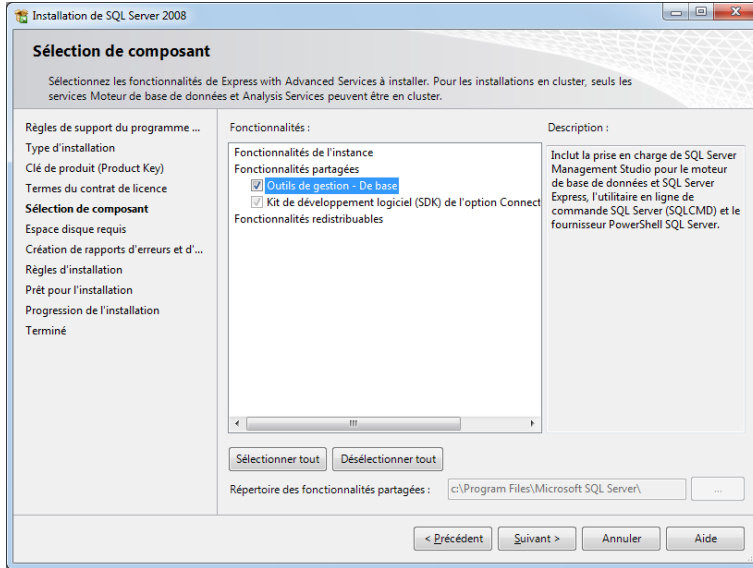 Installation de SQL Server 2008
Sélection de composant
Sélectionnez les fonctionnalités de Express with Advanced Services à installer. Pour les installations en cluster, seuls les
services Moteur de base de données et Analysis Services peuvent être en cluster.
Règles de support du programme ...
Type d'installation
Clé de produit (Product Key)
Termes du contrat de licence
Sélection de composant
Espace disque requis
Création de rapports d'erreurs et d'...
Règles d'installation
Prêt pour l'installation
Progression de l'installation
Terminé
Fonctionnalités :
Fonctionnalités de l'instance
Fonctionnalités partagées
Outils de gestion - De base
Kit de développement logiciel (SDK) de l'option Connect
Fonctionnalités redistribuables
Description :
Inclut la prise en charge de SQL Server
Management Studio pour le moteur
de base de données et SQL Server
Express, l'utilitaire en ligne de
commande SQL Server (SQLCMD) et le
fournisseur PowerShell SQL Server.
Sélectionner tout
Désélectionner tout
Répertoire des fonctionnalités partagées :
c:\Program Files\Microsoft SQL Server\
...
< Précédent
Suivant >
Annuler
Aide